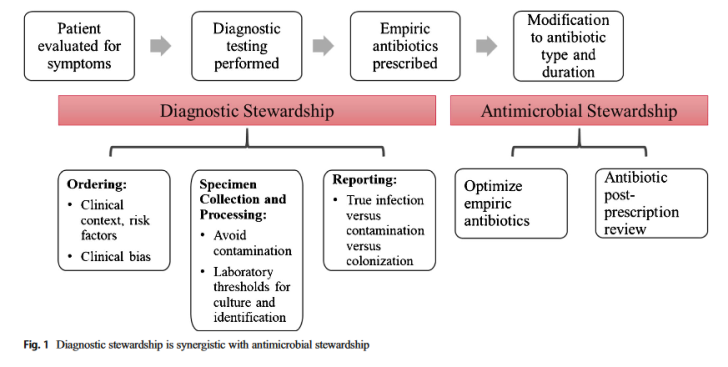 Patient
evaluated for
symptoms
Diagnostic
testing
performed
Empiric
antibiotics
prescribed
Modification
to antibiotic
type and
duration
Diagnostic Stewardship
Antimicrobial Stewardship
Ordering:
• Clinical
context, risk
factors
• Clinical bias
Specimen
Collection and
Processing:
• Avoid
contamination
• Laboratory
thresholds for
culture and
identification
Reporting:
• True infection
versus
contamination
versus
colonization
Optimize
empiric
antibiotics
Antibiotic
post-
prescription
review
Fig. 1 Diagnostic stewardship is synergistic with antimicrobial stewardship